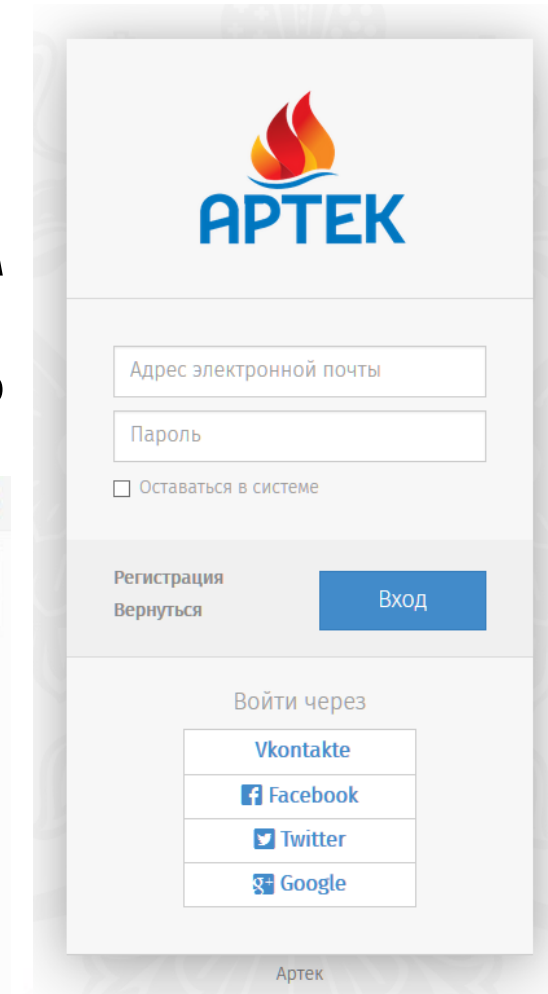 АРТЕК
Адрес электронной почты
Пароль
Оставаться в системе
Регистрация
Вернуться
Вход
Войти через
Vkontakte
Facebook
Twitter
g+ Google
Артек